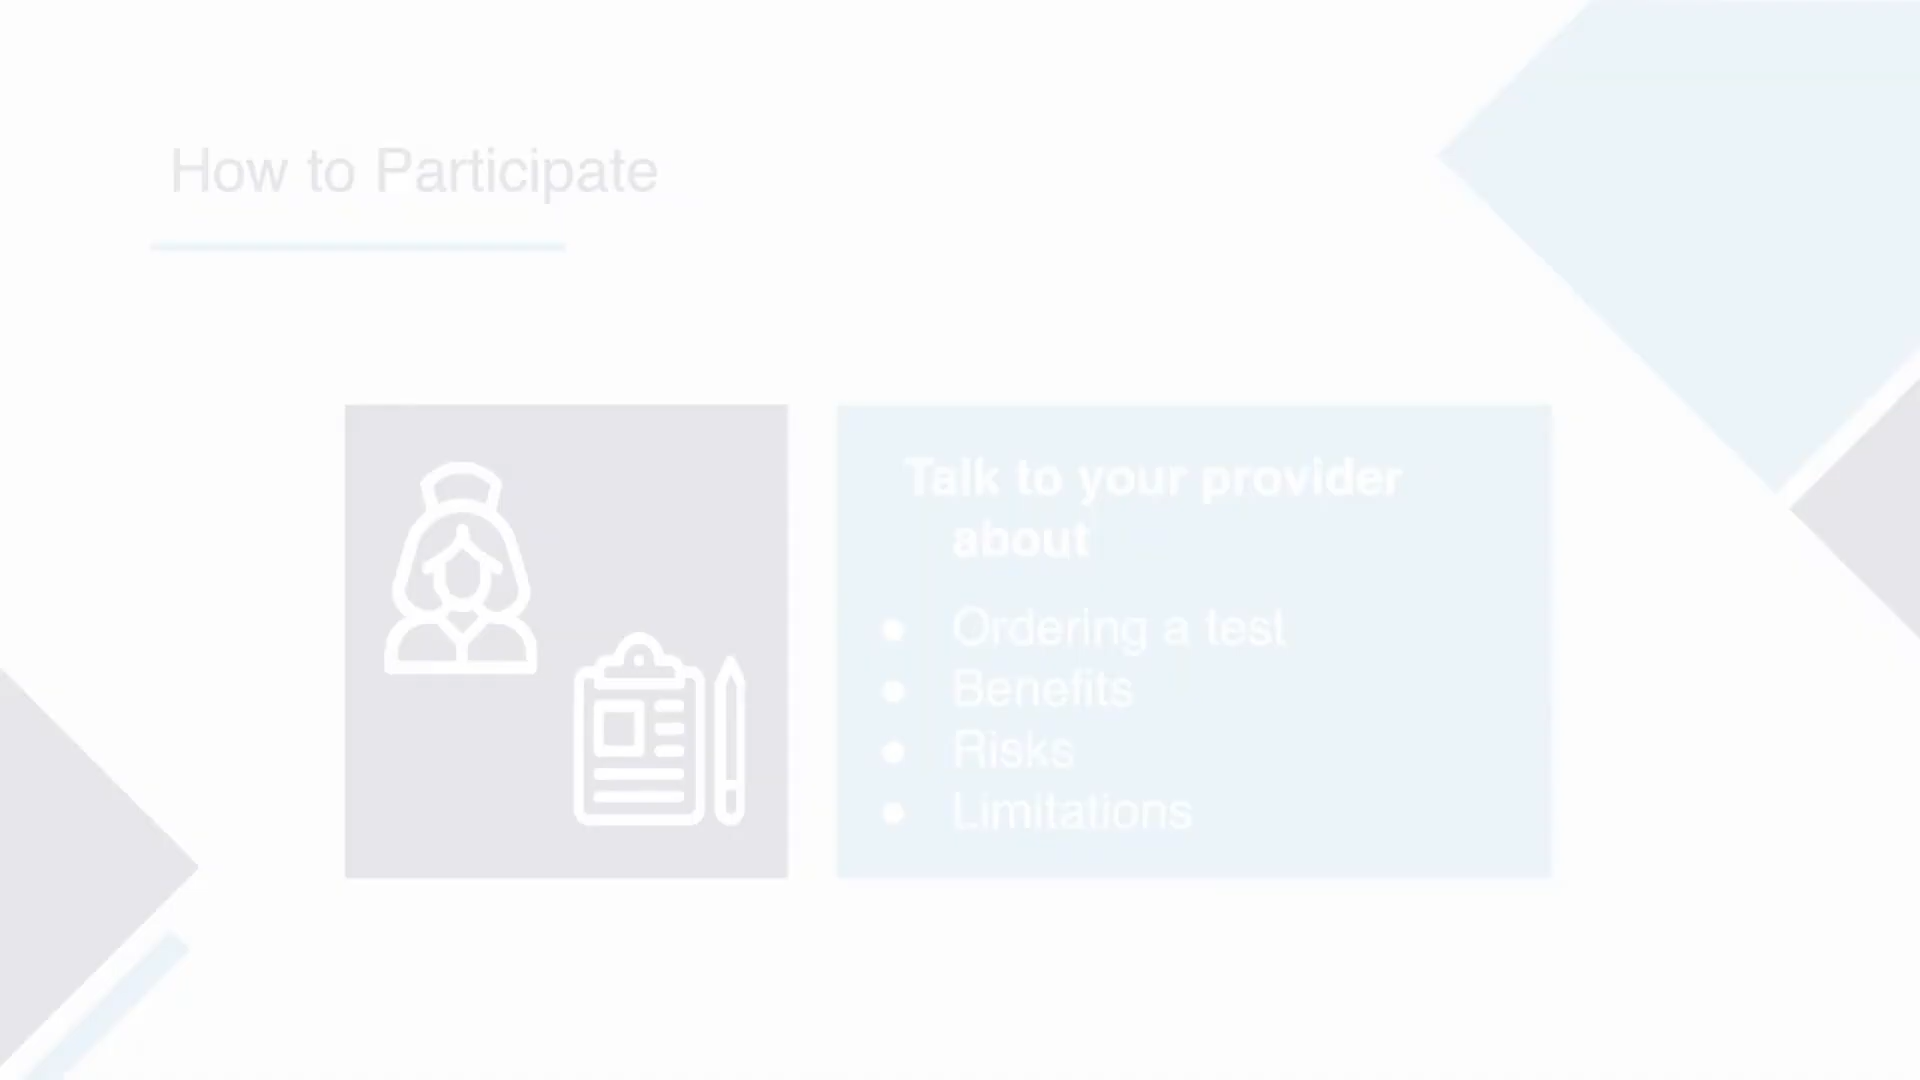 How to Participate
Talk to your provider
about
● Ordering a test
● Benefits
● Risks
● Limitations